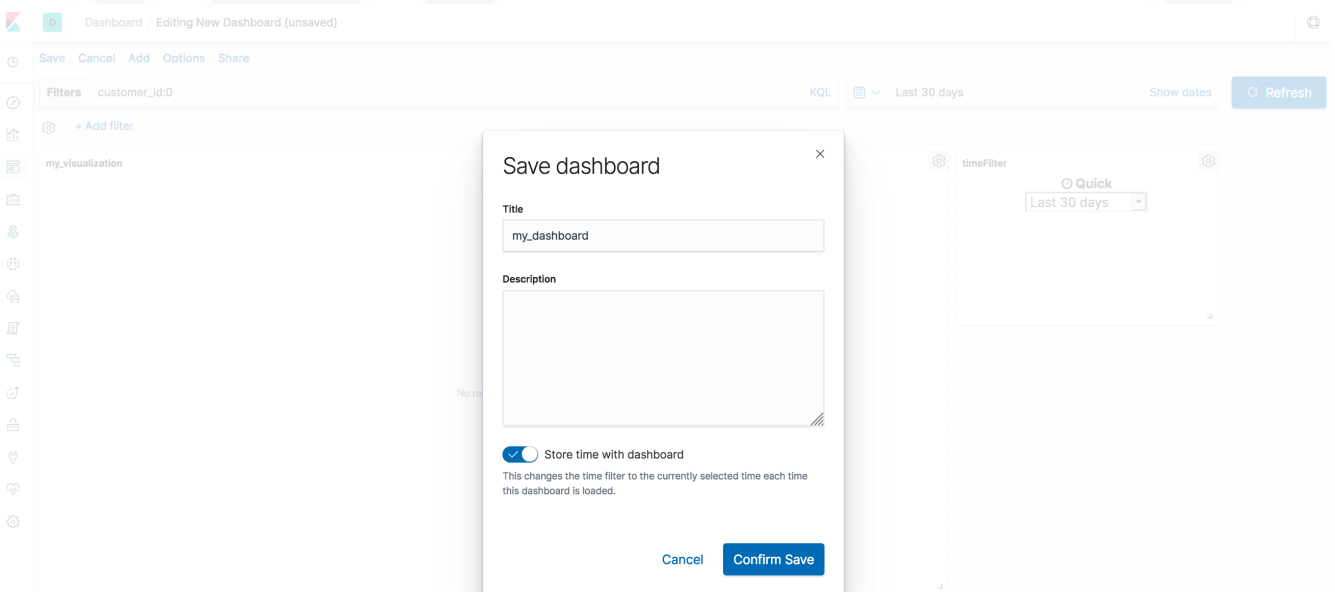 D Dashboard / Editing New Dashboard (unsaved)
Save Cancel Add Options Share
Filters customer_id:0 KQL Last 30 days Show dates Refresh
+ Add filter
my_visualization
timeFilter
Quick
Last 30 days
No re
Save dashboard
Title
my_dashboard
Description
Store time with dashboard
This changes the time filter to the currently selected time each time
this dashboard is loaded.
Cancel Confirm Save